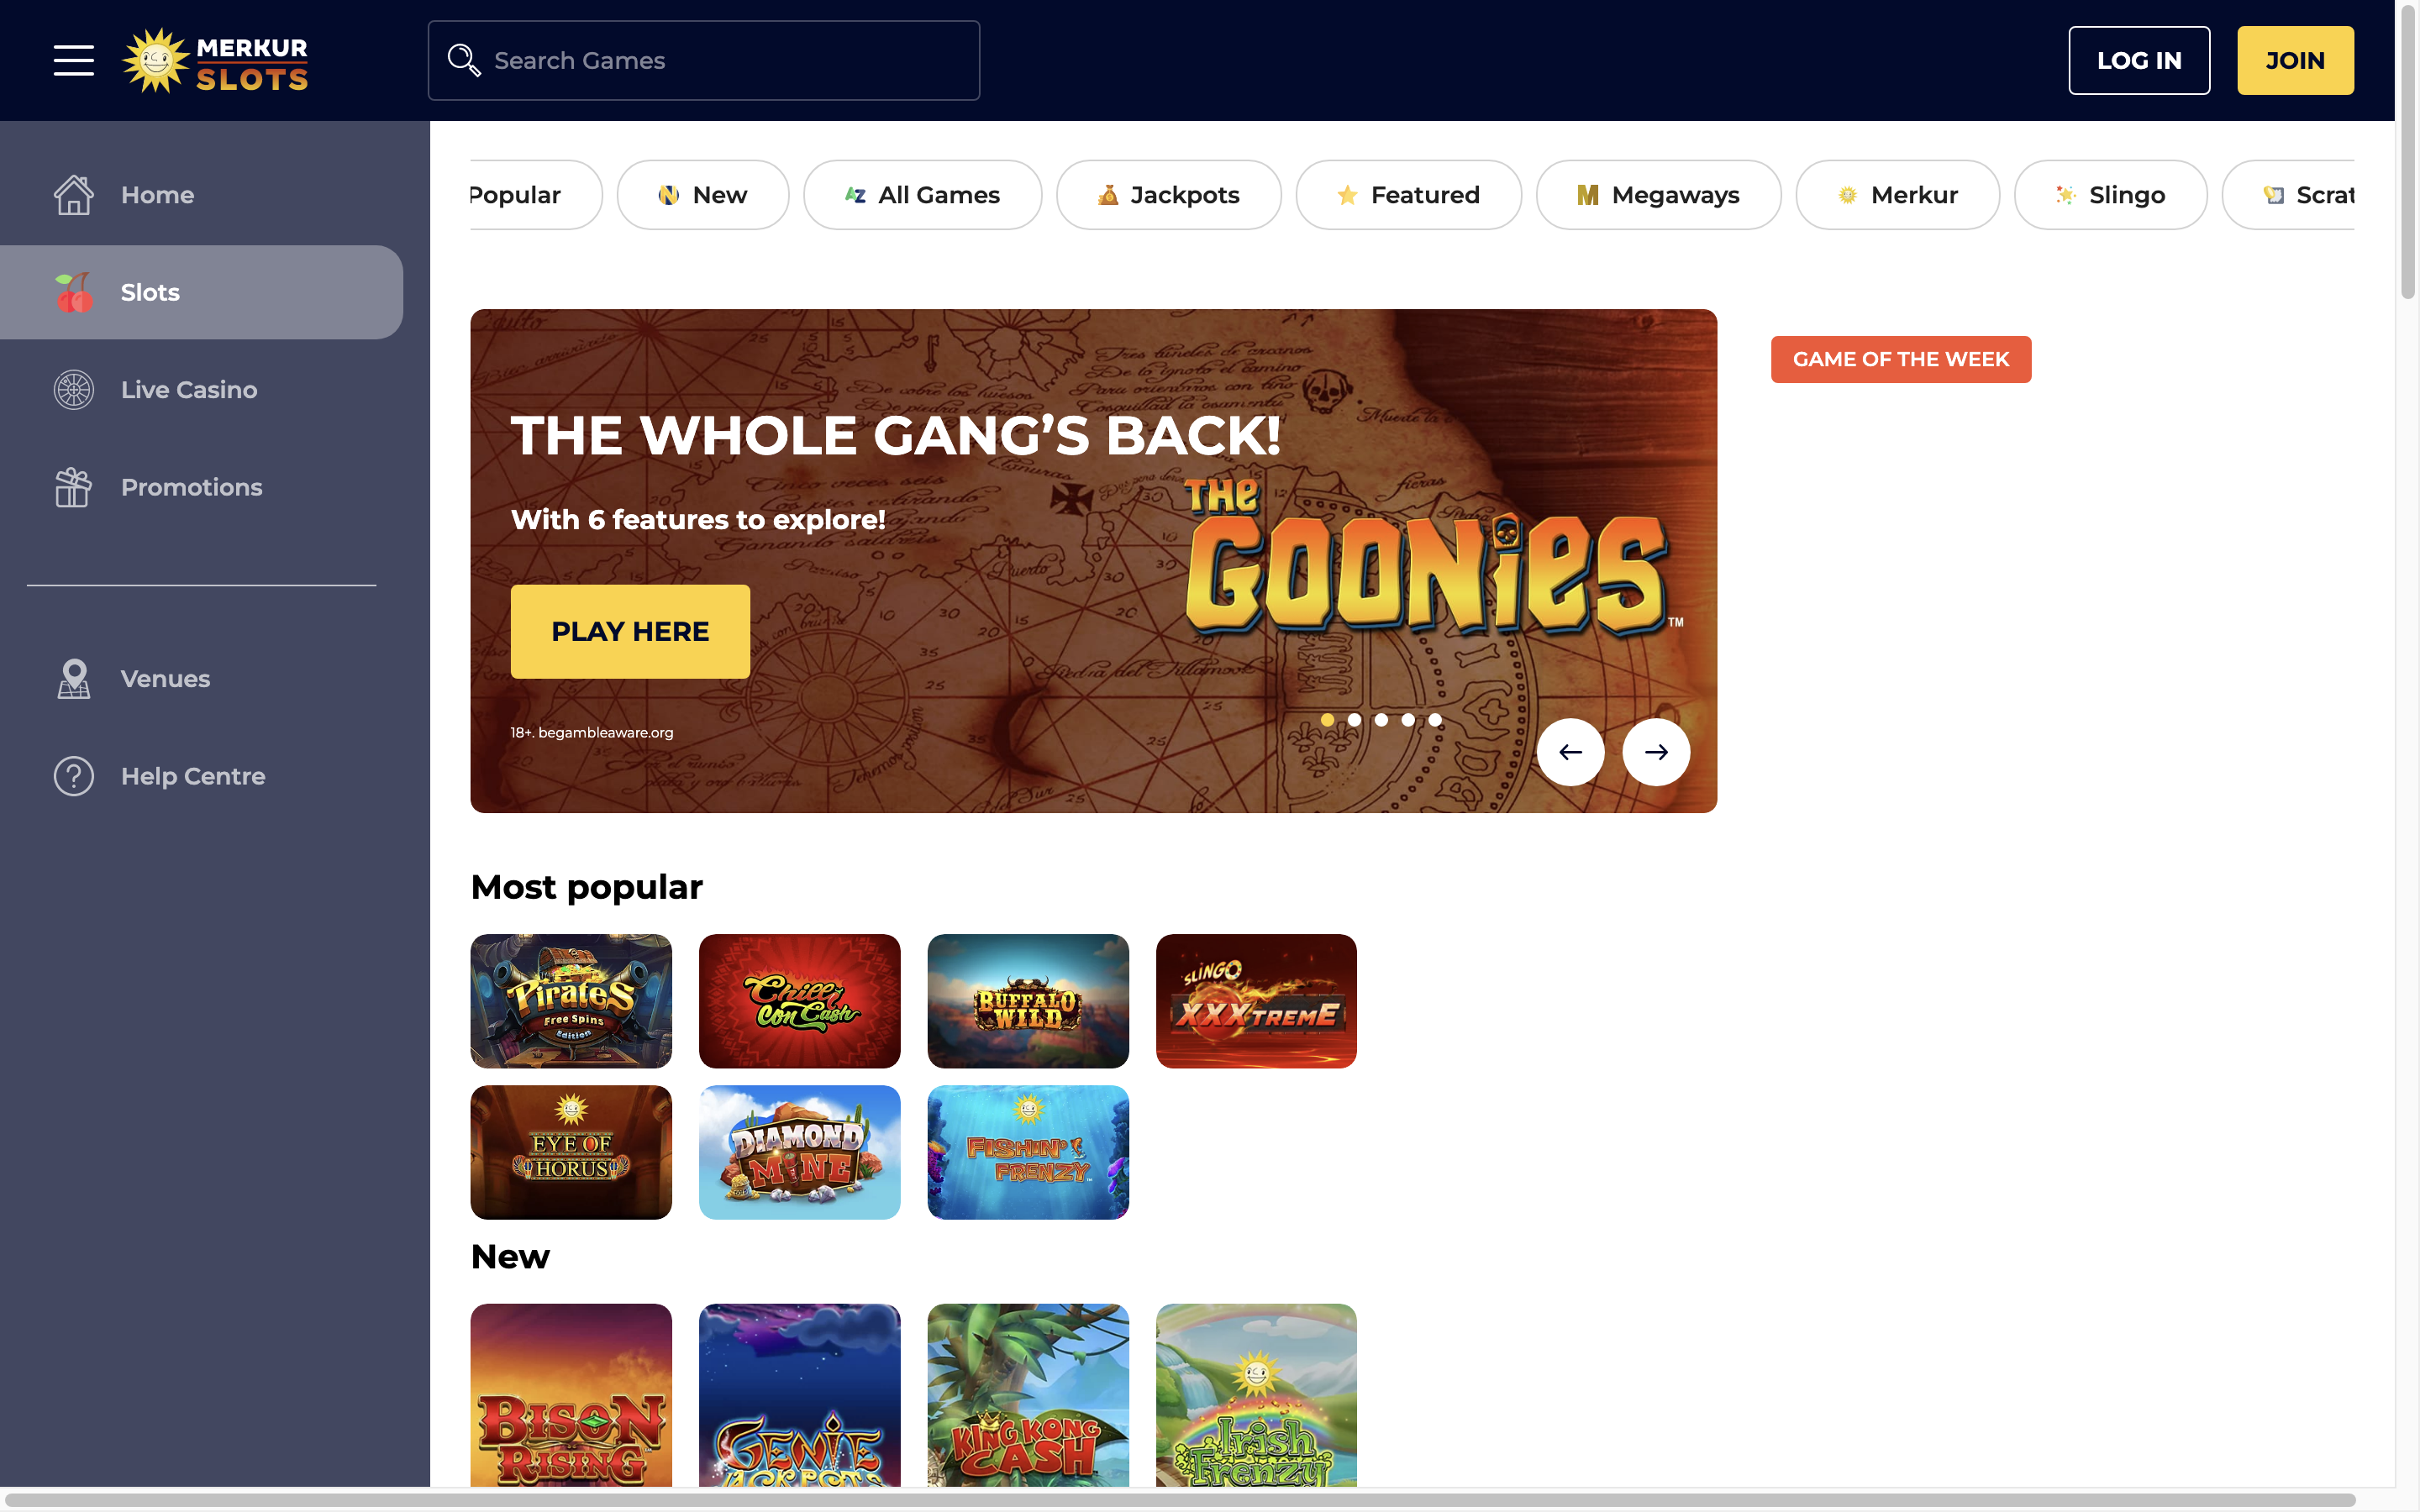 MERKUR
SLOTS
Search Games
LOG IN
JOIN
Home
Slots
Live Casino
Promotions
Venues
Help Centre
Popular
New
All Games
Jackpots
Featured
Megaways
Merkur
Slingo
Scrat
THE WHOLE GANG’S BACK!
With 6 features to explore!
PLAY HERE
18+. begambleaware.org
THE
GOONIES™
GAME OF THE WEEK
Most popular
Pirates
Free Spins
Edition
Chilli
Con Cash
BUFFALO
WILD
SLINGO
XXXTREME
EYE OF
HORUS
DIAMOND
MINE
FISHIN'
FRENZY™
New
BISON
RISING
GENIE
JACKPOTS
KING KONG
CASH
Irish
Frenzy